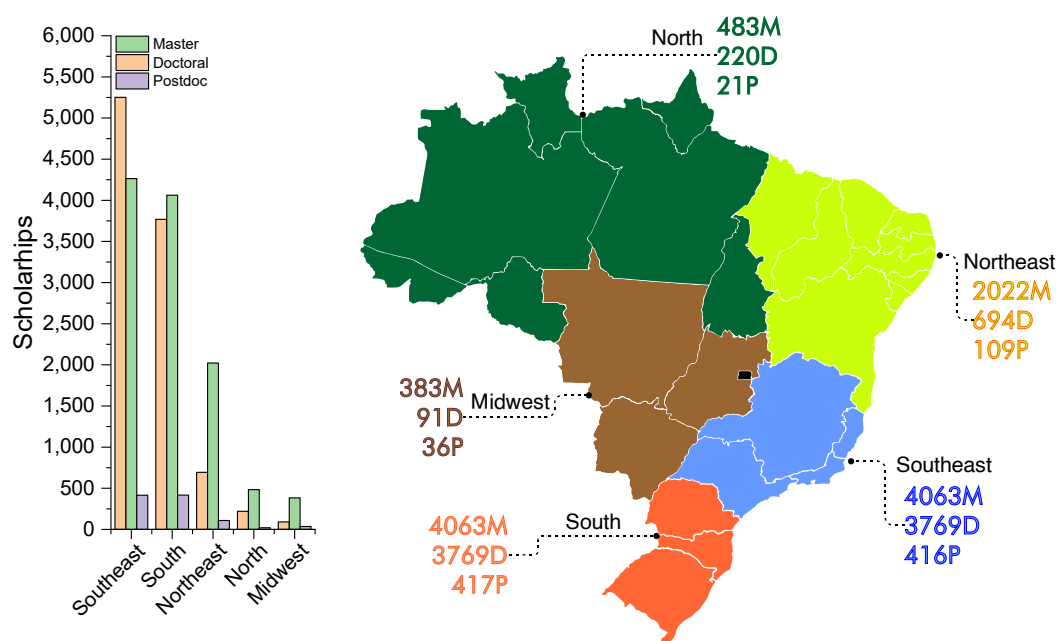 6,000
5,500
5,000
4,500
4,000
3,500
3,000
2,500
2,000
1,500
1,000
500
0
Scholarhips
Master
Doctoral
Postdoc
Southeast
South
Northeast
North
Midwest
North
483M
220D
21P
Northeast
2022M
694D
109P
Midwest
383M
91D
36P
Southeast
4063M
3769D
416P
South
4063M
3769D
417P